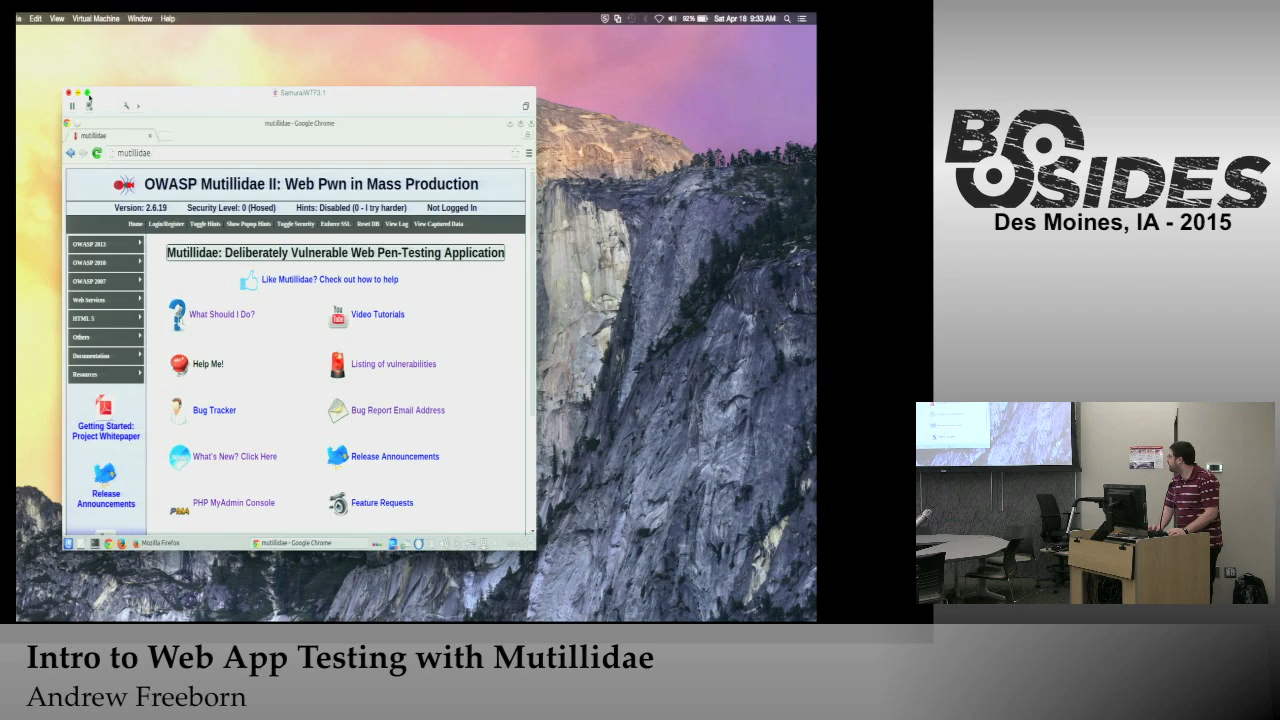 Edit View Virtual Machine Window Help
92% Sat Apr 18 9:33 AM
SamuraiWTF3.1
mutillidae - Google Chrome
mutillidae
mutillidae
OWASP Mutillidae II: Web Pwn in Mass Production
Version: 2.6.19 Security Level: 0 (Hosed) Hints: Disabled (0 - I try harder) Not Logged In
Home Login/Register Toggle Hints Show Popup Hints Toggle Security Enforce SSL Reset DB View Log View Captured Data
OWASP 2013
OWASP 2010
OWASP 2007
Web Services
HTML 5
Others
Documentation
Resources
Getting Started:
Project Whitepaper
Release
Announcements
Mutillidae: Deliberately Vulnerable Web Pen-Testing Application
Like Mutillidae? Check out how to help
What Should I Do?
You
Tube
Video Tutorials
Help Me!
Listing of vulnerabilities
Bug Tracker
Bug Report Email Address
What's New? Click Here
Release Announcements
PMA
PHP MyAdmin Console
Feature Requests
Mozilla Firefox
mutillidae - Google Chrome
BSIDES
Des Moines, IA - 2015
Intro to Web App Testing with Mutillidae
Andrew Freeborn